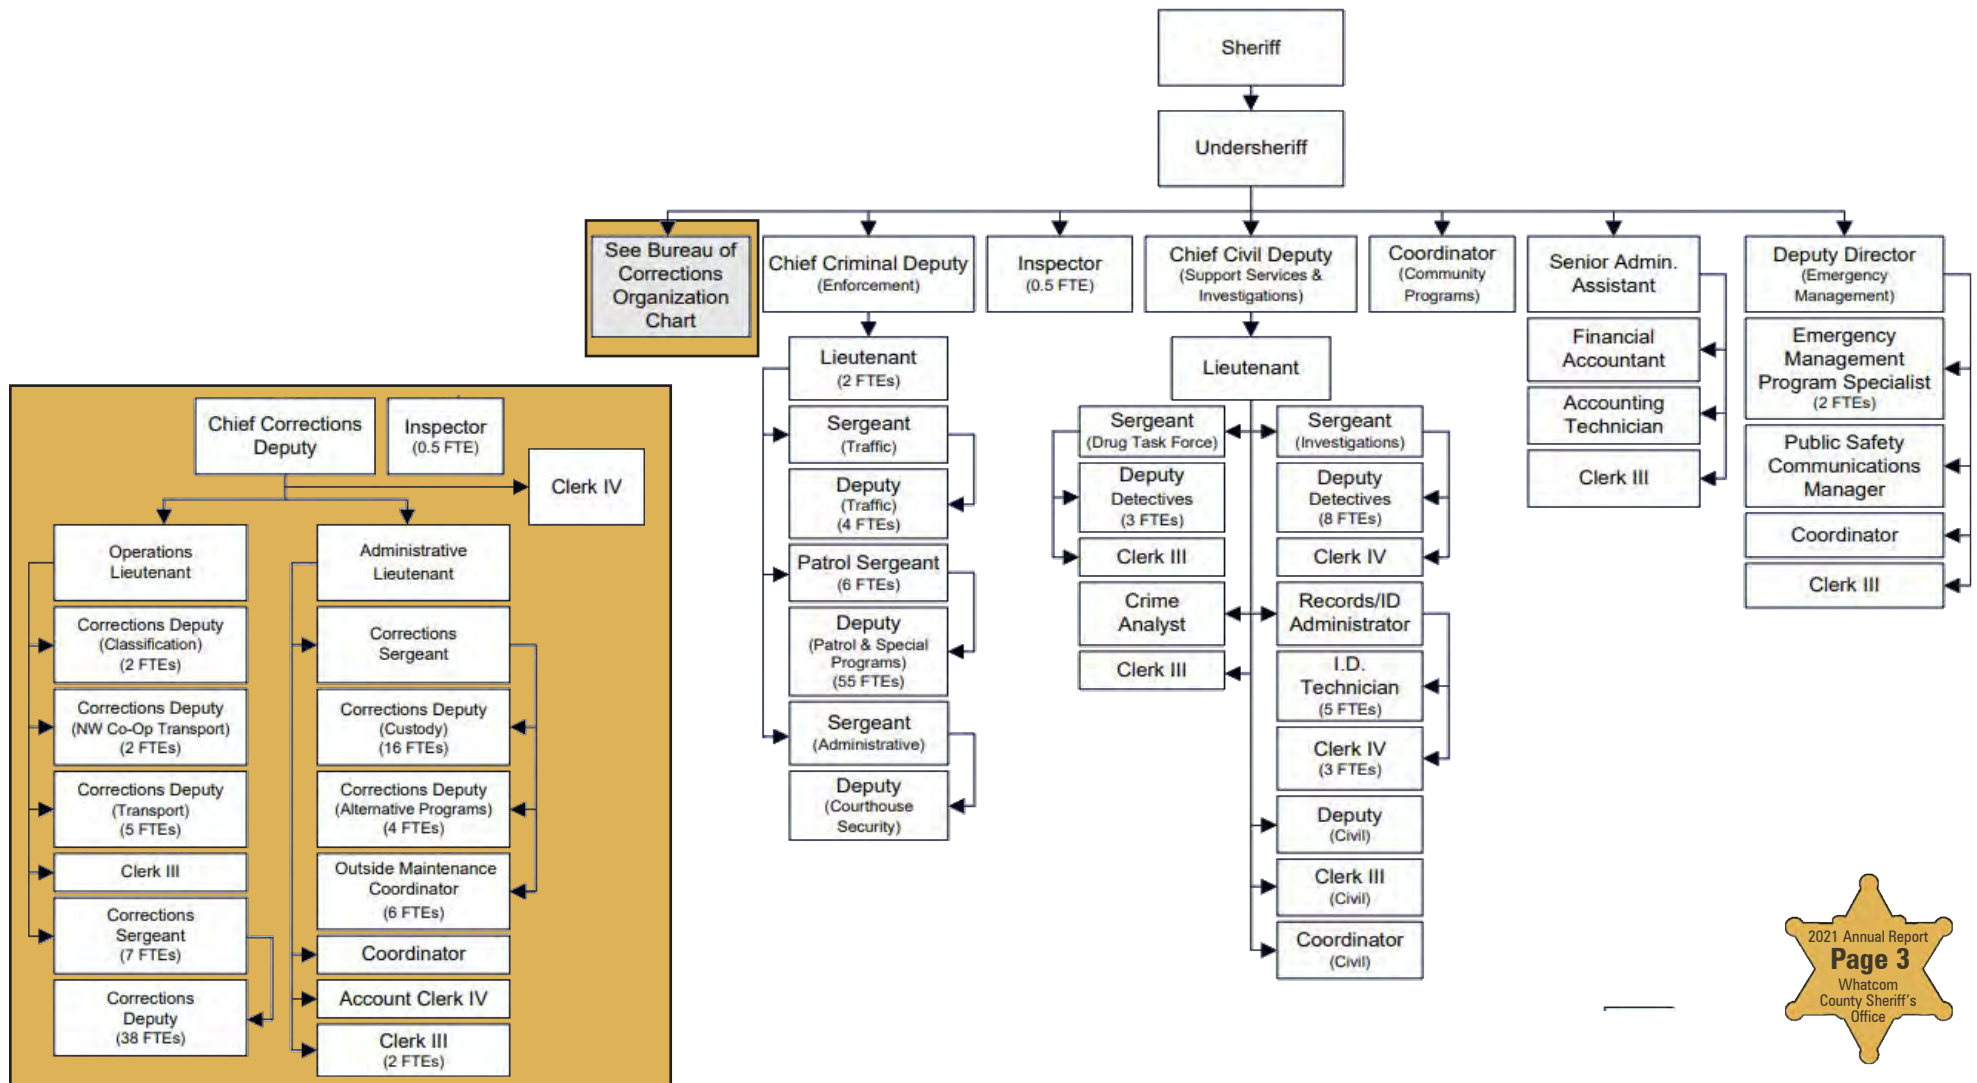 Sheriff
Undersheriff
See Bureau of
Corrections
Organization
Chart
Chief Criminal Deputy
(Enforcement)
Inspector
(0.5 FTE)
Chief Civil Deputy
(Support Services &
Investigations)
Coordinator
(Community
Programs)
Senior Admin.
Assistant
Deputy Director
(Emergency
Management)
Lieutenant
(2 FTEs)
Sergeant
(Traffic)
Deputy
(Traffic)
(4 FTEs)
Patrol Sergeant
(6 FTEs)
Deputy
(Patrol & Special
Programs)
(55 FTEs)
Sergeant
(Administrative)
Deputy
(Courthouse
Security)
Lieutenant
Sergeant
(Drug Task Force)
Deputy
Detectives
(3 FTEs)
Clerk III
Crime
Analyst
Clerk III
Sergeant
(Investigations)
Deputy
Detectives
(8 FTEs)
Clerk IV
Records/ID
Administrator
I.D.
Technician
(5 FTEs)
Clerk IV
(3 FTEs)
Deputy
(Civil)
Clerk III
(Civil)
Coordinator
(Civil)
Financial
Accountant
Accounting
Technician
Clerk III
Emergency
Management
Program Specialist
(2 FTEs)
Public Safety
Communications
Manager
Coordinator
Clerk III
Chief Corrections
Deputy
Inspector
(0.5 FTE)
Clerk IV
Operations
Lieutenant
Corrections Deputy
(Classification)
(2 FTEs)
Corrections Deputy
(NW Co-Op Transport)
(2 FTEs)
Corrections Deputy
(Transport)
(5 FTEs)
Clerk III
Corrections
Sergeant
(7 FTEs)
Corrections
Deputy
(38 FTEs)
Administrative
Lieutenant
Corrections
Sergeant
Corrections Deputy
(Custody)
(16 FTEs)
Corrections Deputy
(Alternative Programs)
(4 FTEs)
Outside Maintenance
Coordinator
(6 FTEs)
Coordinator
Account Clerk IV
Clerk III
(2 FTEs)
2021 Annual Report
Page 3
Whatcom
County Sheriff's
Office